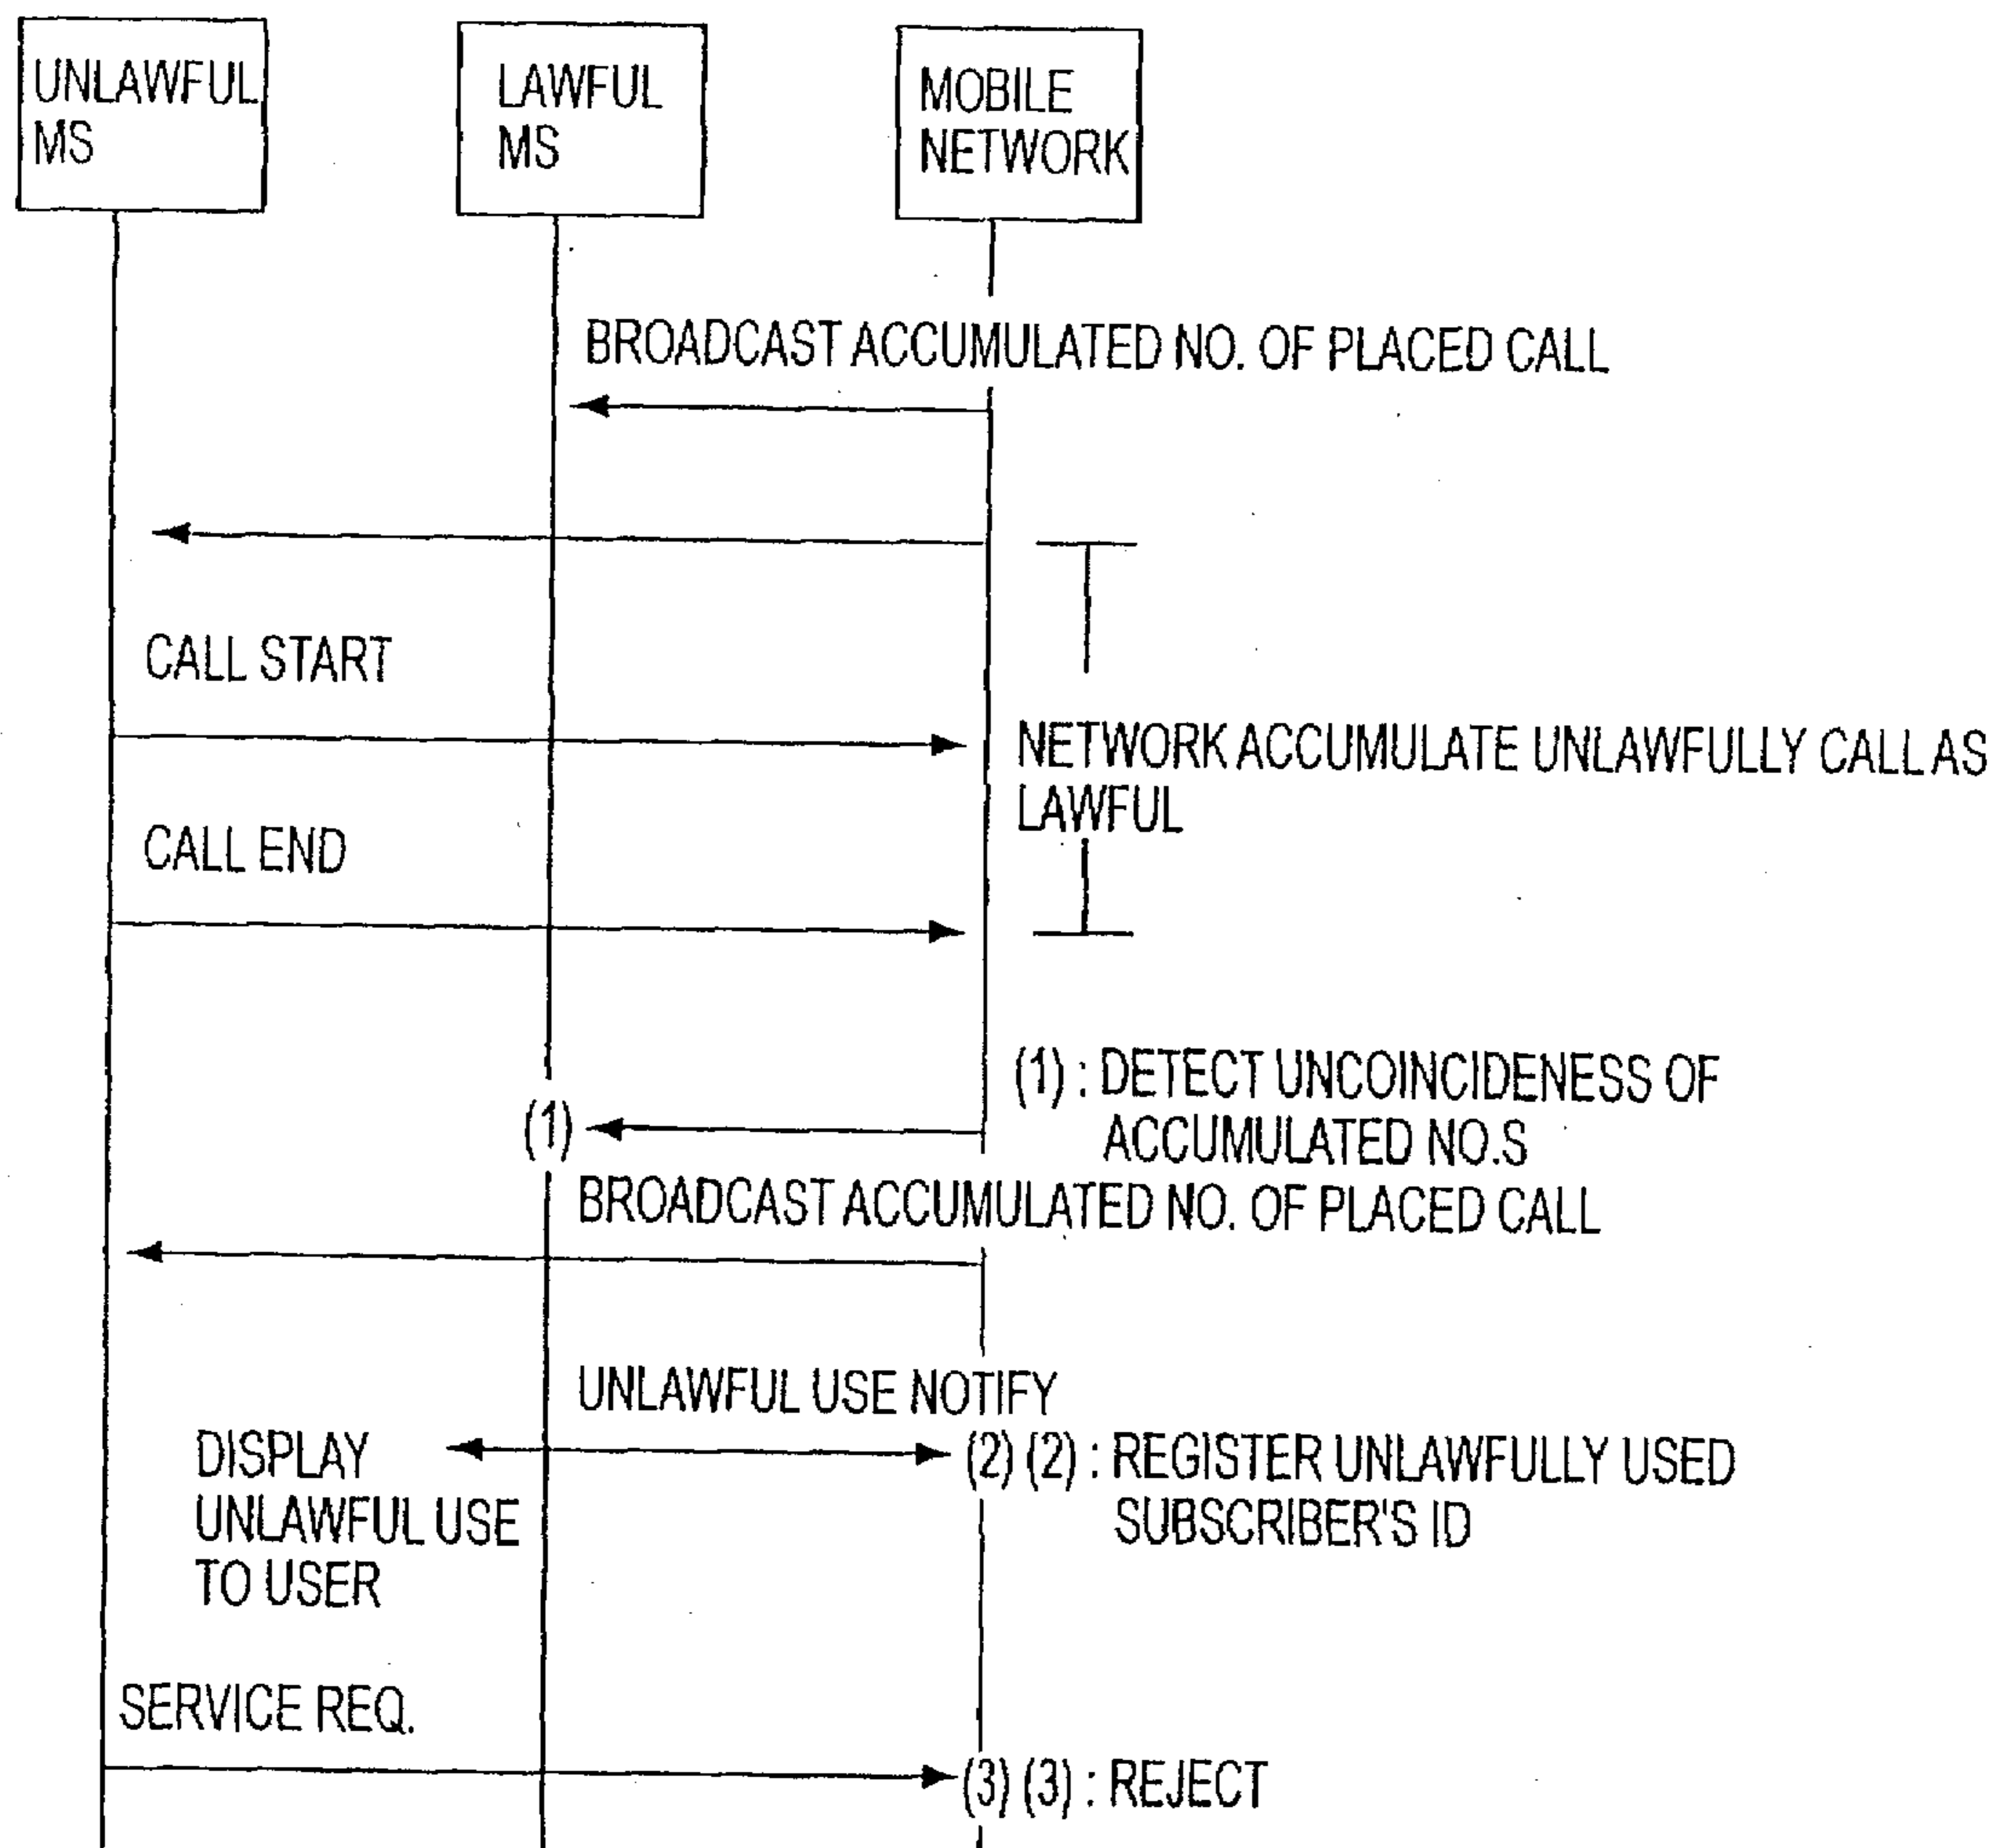 UNLAWFUL
MS
LAWFUL
MS
MOBILE
NETWORK
BROADCAST ACCUMULATED NO. OF PLACED CALL
CALL START
NETWORK ACCUMULATE UNLAWFULLY CALL AS
LAWFUL
CALL END
(1) : DETECT UNCOINCIDENESS OF
ACCUMULATED NO.S
(1)
BROADCAST ACCUMULATED NO. OF PLACED CALL
UNLAWFUL USE NOTIFY
DISPLAY
UNLAWFUL USE
TO USER
(2) (2) : REGISTER UNLAWFULLY USED
SUBSCRIBER'S ID
SERVICE REQ.
(3) (3) : REJECT